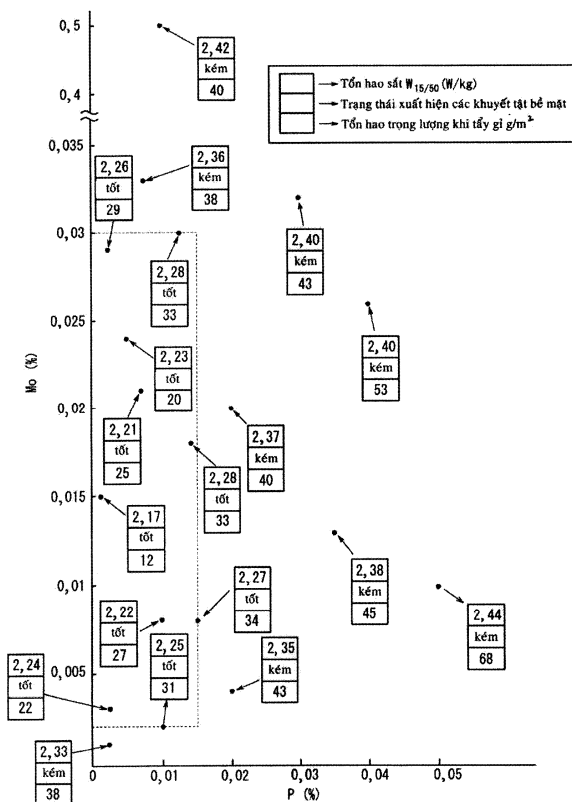 0,5
2,42
kém
40
Tổn hao sắt W15/50 (W/kg)
Trạng thái xuất hiện các khuyết tật bề mặt
Tổn hao trọng lượng khi tẩy gỉ g/m²
0,4
0,035
2,26
tốt
29
2,36
kém
38
0,03
2,28
tốt
33
2,40
kém
43
0,025
2,23
tốt
20
2,40
kém
53
Mo (%)
0,02
2,21
tốt
25
2,37
kém
40
2,28
tốt
33
0,015
2,17
tốt
12
2,38
kém
45
2,27
tốt
34
0,01
2,22
tốt
27
2,44
kém
68
2,25
tốt
31
2,35
kém
43
0,005
2,24
tốt
22
2,33
kém
38
0
0,01
0,02
0,03
0,04
0,05
P (%)